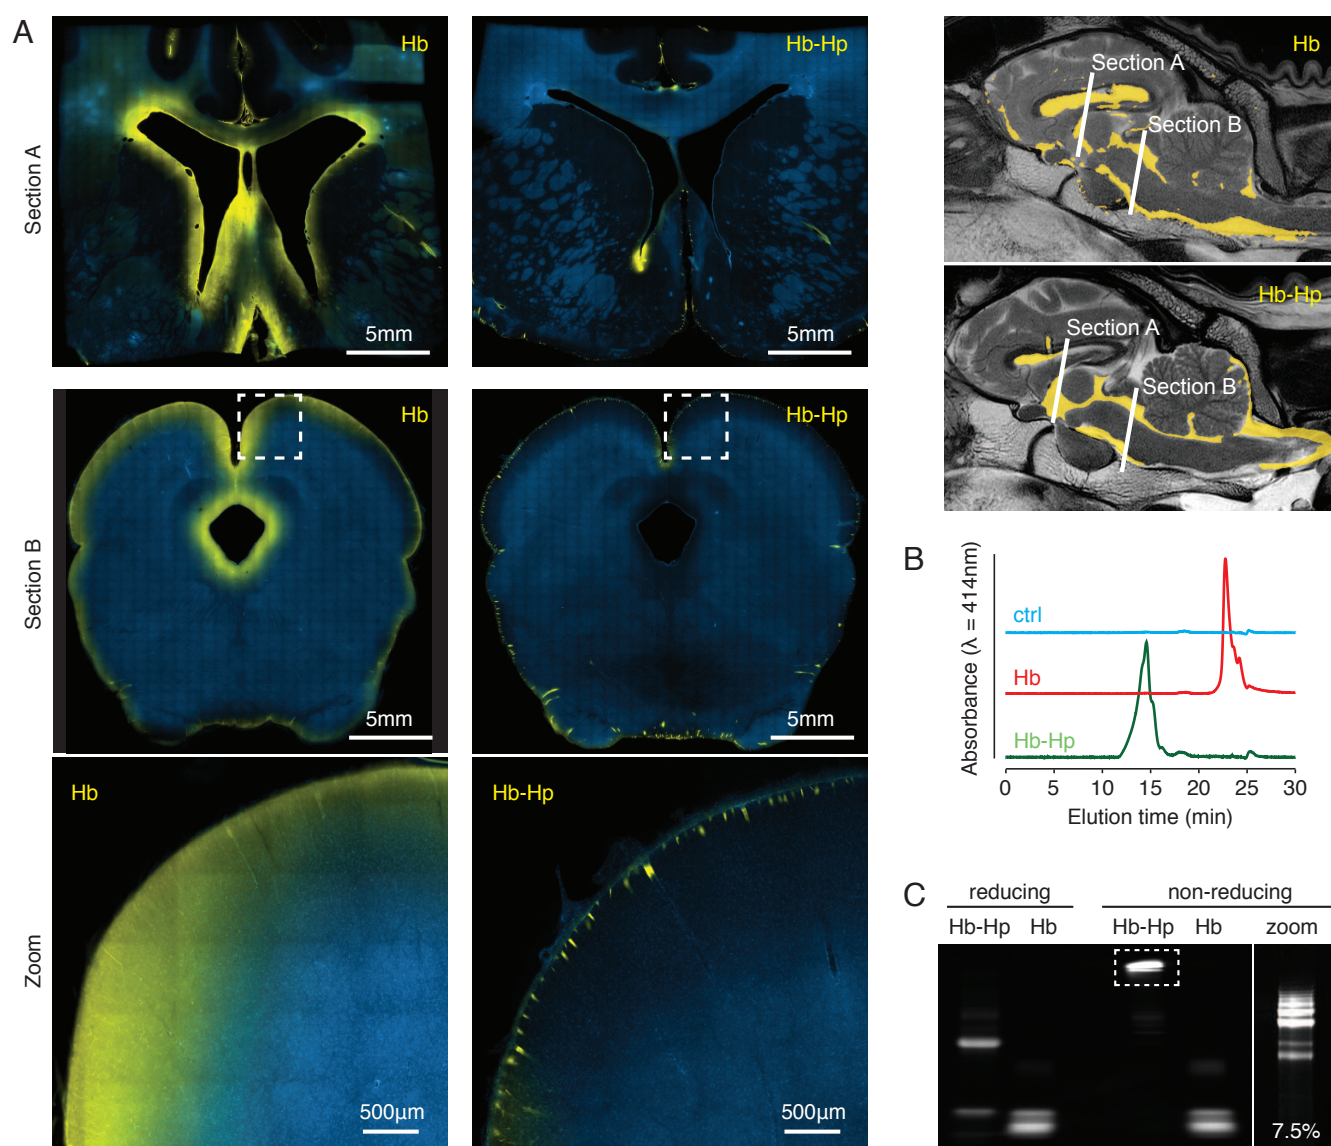 A
Section A
Hb
5mm
Hb-Hp
5mm
Hb
Section A
Section B
Hb-Hp
Section A
Section B
Section B
Hb
5mm
Hb-Hp
5mm
Zoom
Hb
500µm
Hb-Hp
500µm
B
Absorbance (λ = 414nm)
ctrl
Hb
Hb-Hp
0 5 10 15 20 25 30
Elution time (min)
C
reducing non-reducing
Hb-Hp Hb Hb-Hp Hb zoom
7.5%